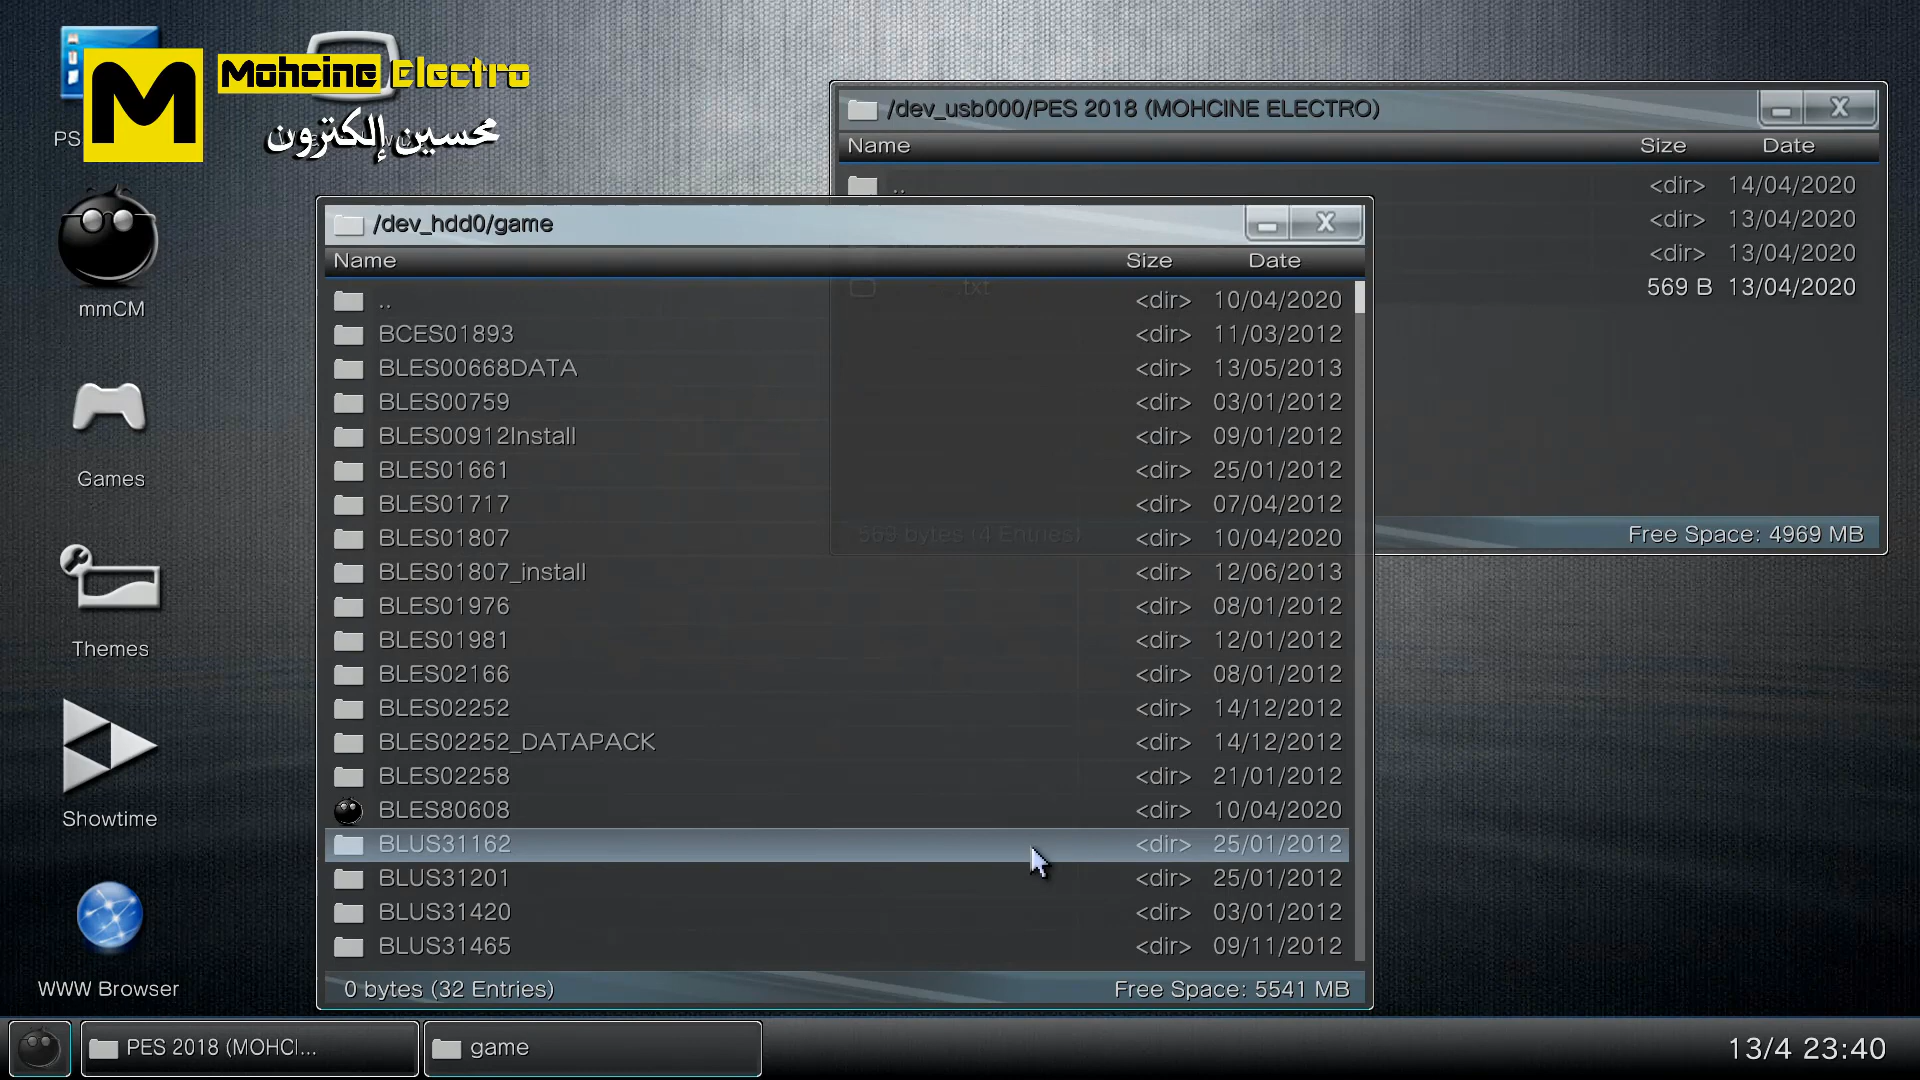 Mohcine Electro
محسين إلكترون
PS
mmCM
Games
Themes
Showtime
WWW Browser
/dev_usb000/PES 2018 (MOHCINE ELECTRO)
X
Name Size Date
.. <dir> 14/04/2020
<dir> 13/04/2020
<dir> 13/04/2020
.txt 569 B 13/04/2020
569 bytes (4 Entries) Free Space: 4969 MB
/dev_hdd0/game
X
Name Size Date
.. <dir> 10/04/2020
BCES01893 <dir> 11/03/2012
BLES00668DATA <dir> 13/05/2013
BLES00759 <dir> 03/01/2012
BLES00912Install <dir> 09/01/2012
BLES01661 <dir> 25/01/2012
BLES01717 <dir> 07/04/2012
BLES01807 <dir> 10/04/2020
BLES01807_install <dir> 12/06/2013
BLES01976 <dir> 08/01/2012
BLES01981 <dir> 12/01/2012
BLES02166 <dir> 08/01/2012
BLES02252 <dir> 14/12/2012
BLES02252_DATAPACK <dir> 14/12/2012
BLES02258 <dir> 21/01/2012
BLES80608 <dir> 10/04/2020
BLUS31162 <dir> 25/01/2012
BLUS31201 <dir> 25/01/2012
BLUS31420 <dir> 03/01/2012
BLUS31465 <dir> 09/11/2012
0 bytes (32 Entries) Free Space: 5541 MB
PES 2018 (MOHCI...
game
13/4 23:40